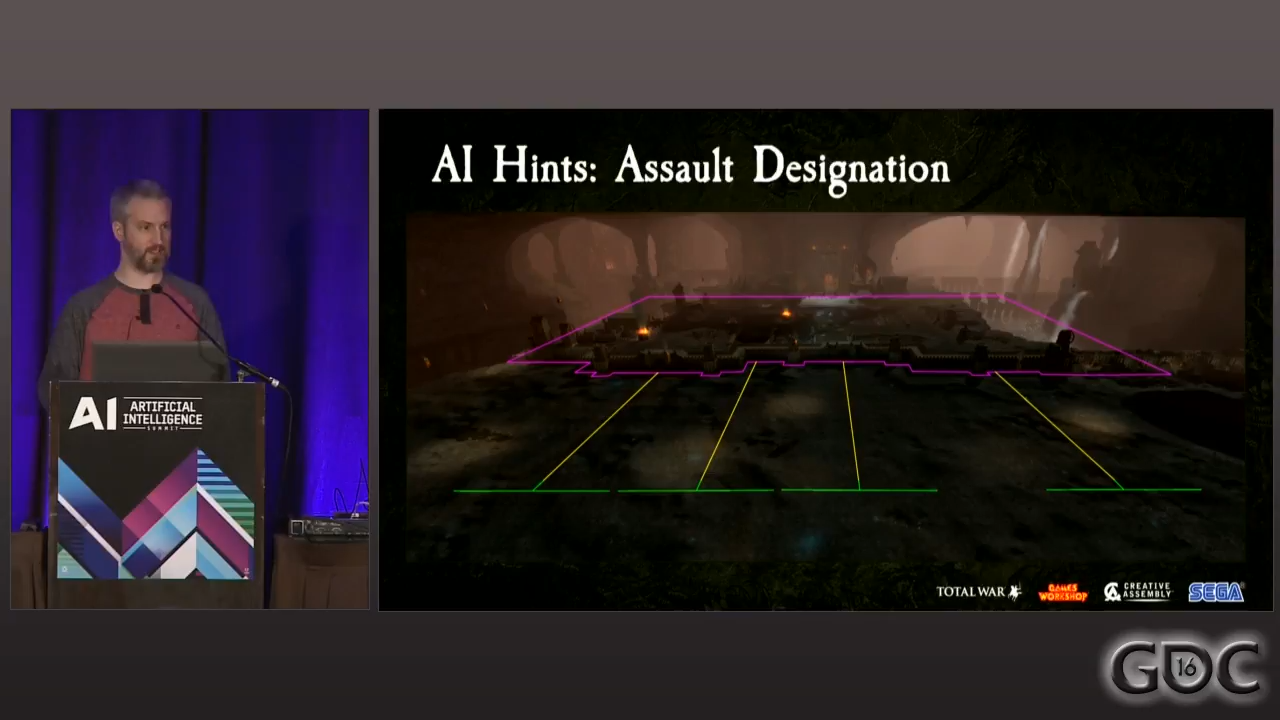 AI Hints: Assault Designation
AI ARTIFICIAL
INTELLIGENCE
SUMMIT
TOTAL WAR
GAMES
WORKSHOP
CREATIVE
ASSEMBLY
SEGA
GDC
16